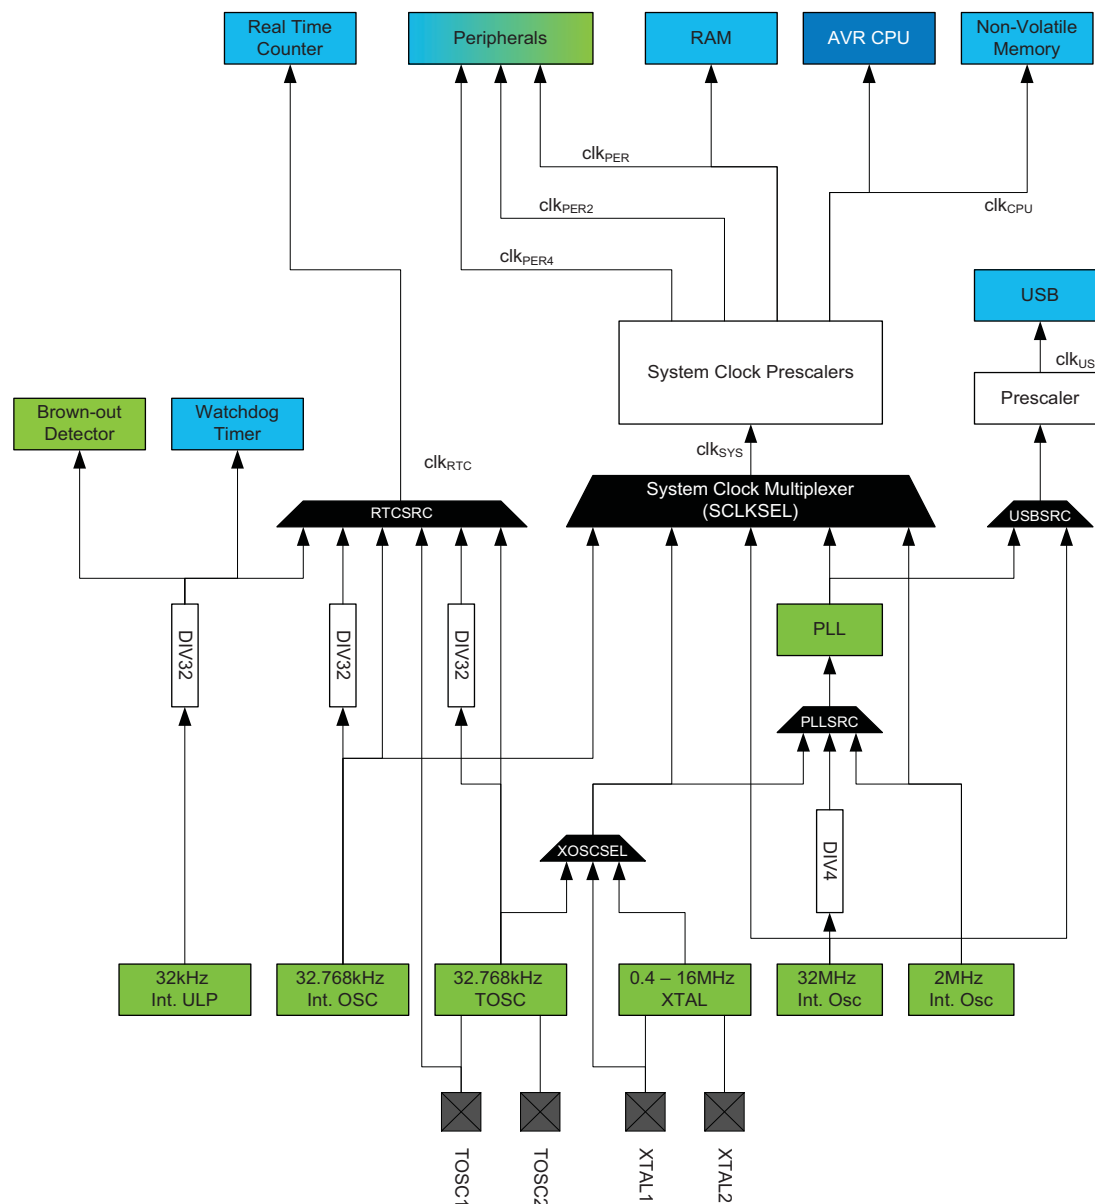 Real Time
Counter
Peripherals
RAM
AVR CPU
Non-Volatile
Memory
clkPER
clkPER2
clkCPU
clkPER4
USB
System Clock Prescalers
clkUS
Prescaler
Brown-out
Detector
Watchdog
Timer
clkRTC
clkSYS
System Clock Multiplexer
(SCLKSEL)
RTCSRC
USBSRC
DIV32
DIV32
DIV32
PLL
PLLSRC
XOSCSEL
DIV4
32kHz
Int. ULP
32.768kHz
Int. OSC
32.768kHz
TOSC
0.4 – 16MHz
XTAL
32MHz
Int. Osc
2MHz
Int. Osc
TOSC1
TOSC2
XTAL1
XTAL2